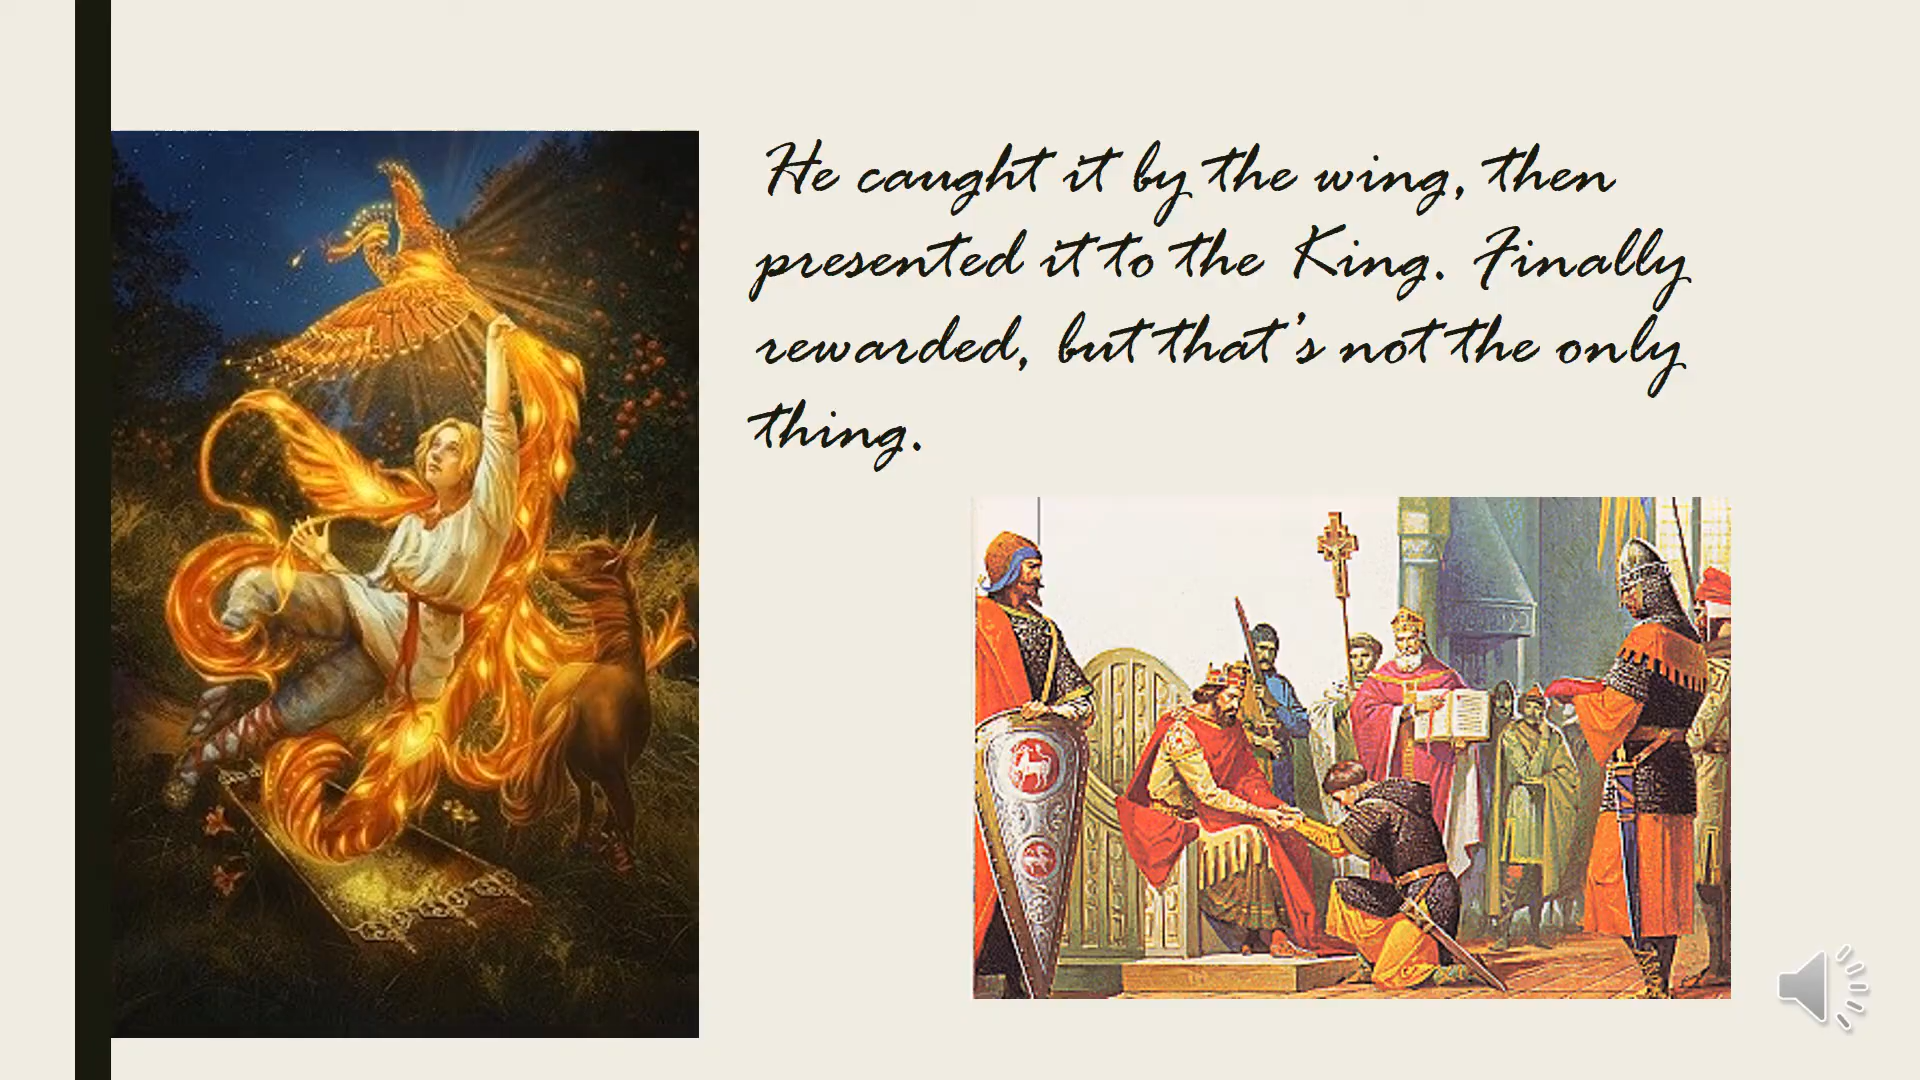 He caught it by the wing, then
presented it to the King. Finally
rewarded, but that's not the only
thing.